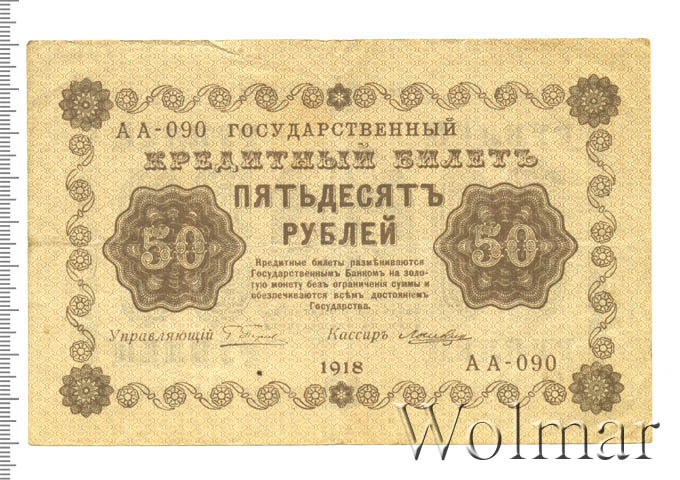 АА-090 ГОСУДАРСТВЕННЫЙ
КРЕДИТНЫЙ БИЛЕТЪ
ПЯТЬДЕСЯТЪ
РУБЛЕЙ
50
50
Кредитные билеты размѣниваются
Государственнымъ Банкомъ на золо-
тую монету безъ ограниченія суммы и
обезпечиваются всѣмъ достояніемъ
Государства.
Управляющій
Кассиръ
1918
АА-090
Wolmar